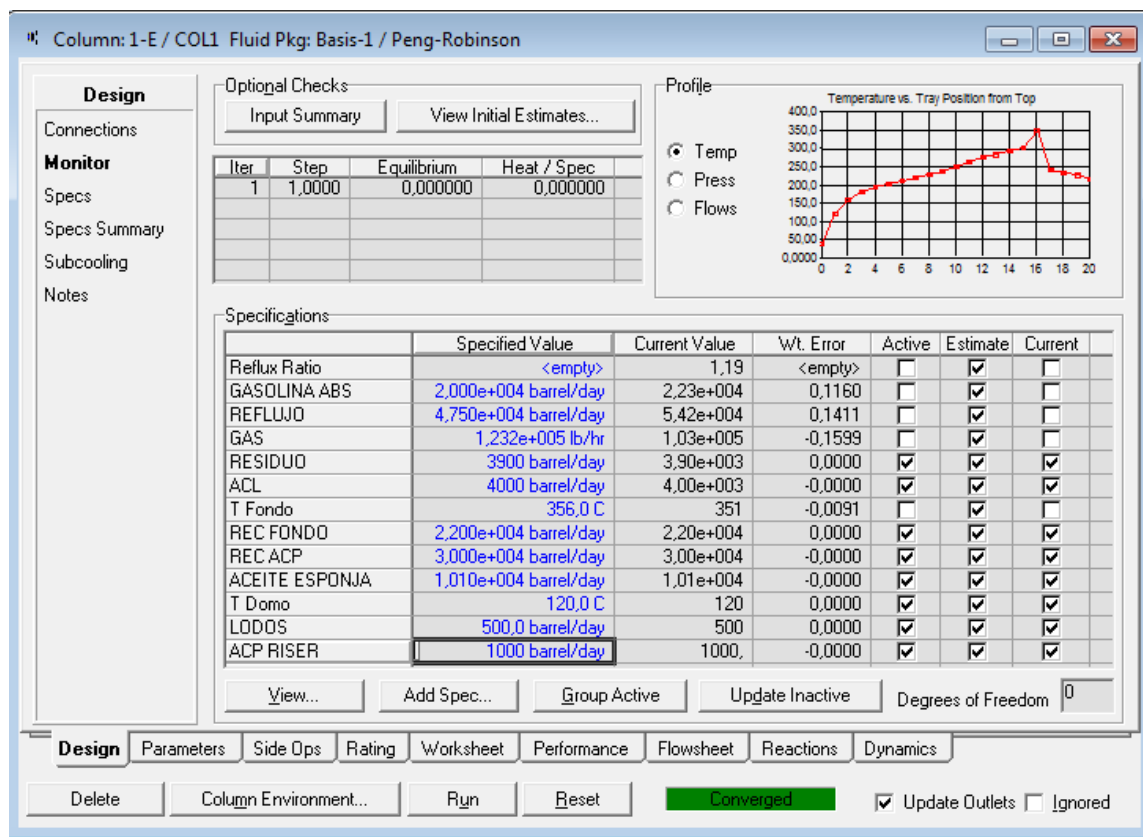 Column: 1-E / COL1 Fluid Pkg: Basis-1 / Peng-Robinson
Design
Connections
Monitor
Specs
Specs Summary
Subcooling
Notes
Optional Checks
Input Summary View Initial Estimates...
Iter Step Equilibrium Heat / Spec
1 1,0000 0,000000 0,000000
Profile
Temp
Press
Flows
Temperature vs. Tray Position from Top
400,0
350,0
300,0
250,0
200,0
150,0
100,0
50,00
0,0000
0 2 4 6 8 10 12 14 16 18 20
Specifications
Specified Value Current Value Wt. Error Active Estimate Current
Reflux Ratio <empty> 1,19 <empty>
GASOLINA ABS 2,000e+004 barrel/day 2,23e+004 0,1160
REFLUJO 4,750e+004 barrel/day 5,42e+004 0,1411
GAS 1,232e+005 lb/hr 1,03e+005 -0,1599
RESIDUO 3900 barrel/day 3,90e+003 0,0000
ACL 4000 barrel/day 4,00e+003 -0,0000
T Fondo 356,0 C 351 -0,0091
REC FONDO 2,200e+004 barrel/day 2,20e+004 0,0000
REC ACP 3,000e+004 barrel/day 3,00e+004 -0,0000
ACEITE ESPONJA 1,010e+004 barrel/day 1,01e+004 -0,0000
T Domo 120,0 C 120 0,0000
LODOS 500,0 barrel/day 500 0,0000
ACP RISER 1000 barrel/day 1000, -0,0000
View... Add Spec... Group Active Update Inactive Degrees of Freedom 0
Design Parameters Side Ops Rating Worksheet Performance Flowsheet Reactions Dynamics
Delete Column Environment... Run Reset Converged Update Outlets Ignored